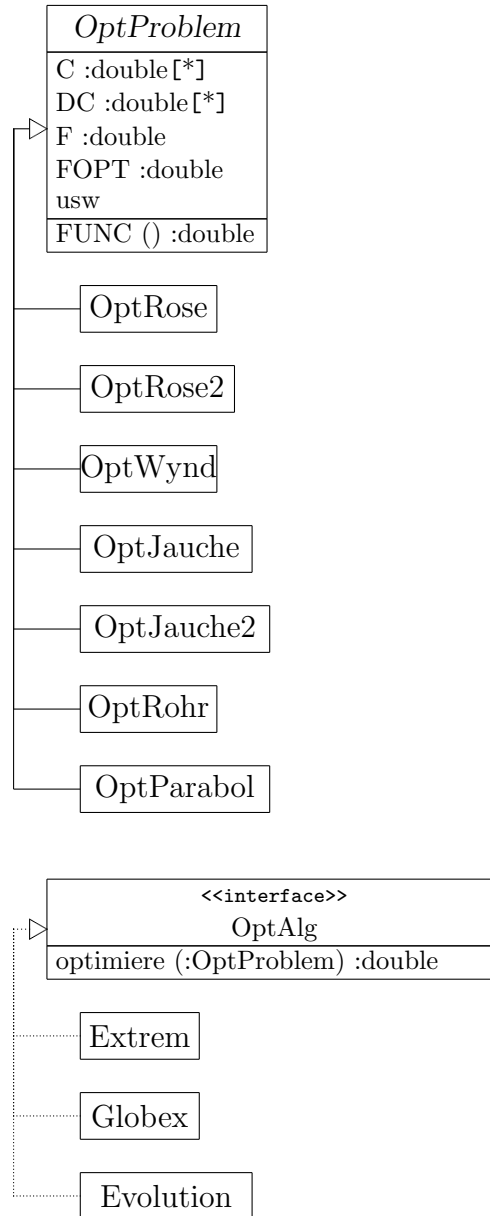 OptProblem
C :double[*]
DC :double[*]
F :double
FOPT :double
usw
FUNC () :double
OptRose
OptRose2
OptWynd
OptJauche
OptJauche2
OptRohr
OptParabol
<<interface>>
OptAlg
optimiere (:OptProblem) :double
Extrem
Globex
Evolution